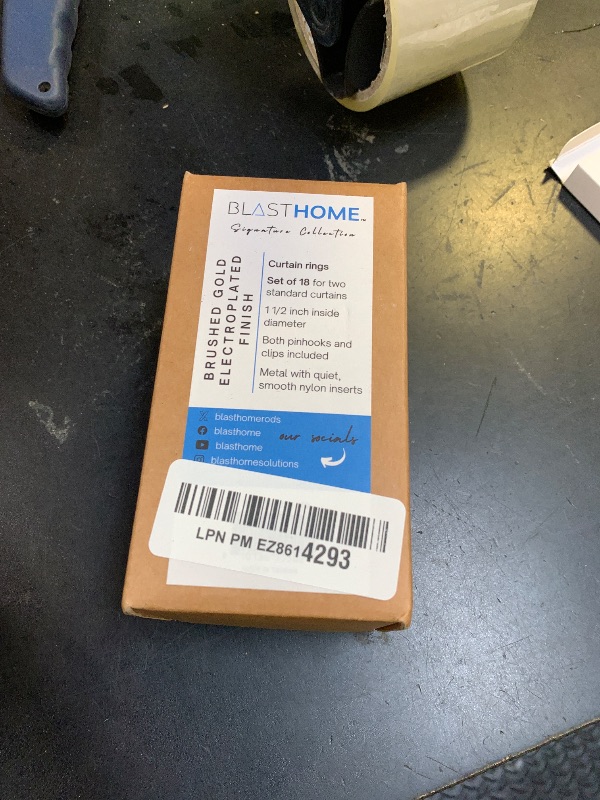 BLASTHOME™
Signature Collection
BRUSHED GOLD
ELECTROPLATED
FINISH
Curtain rings
Set of 18 for two
standard curtains
1 1/2 inch inside
diameter
Both pinhooks and
clips included
Metal with quiet,
smooth nylon inserts
blasthomerods
blasthome
blasthome
blasthomesolutions
our socials
LPN PM EZ8614293